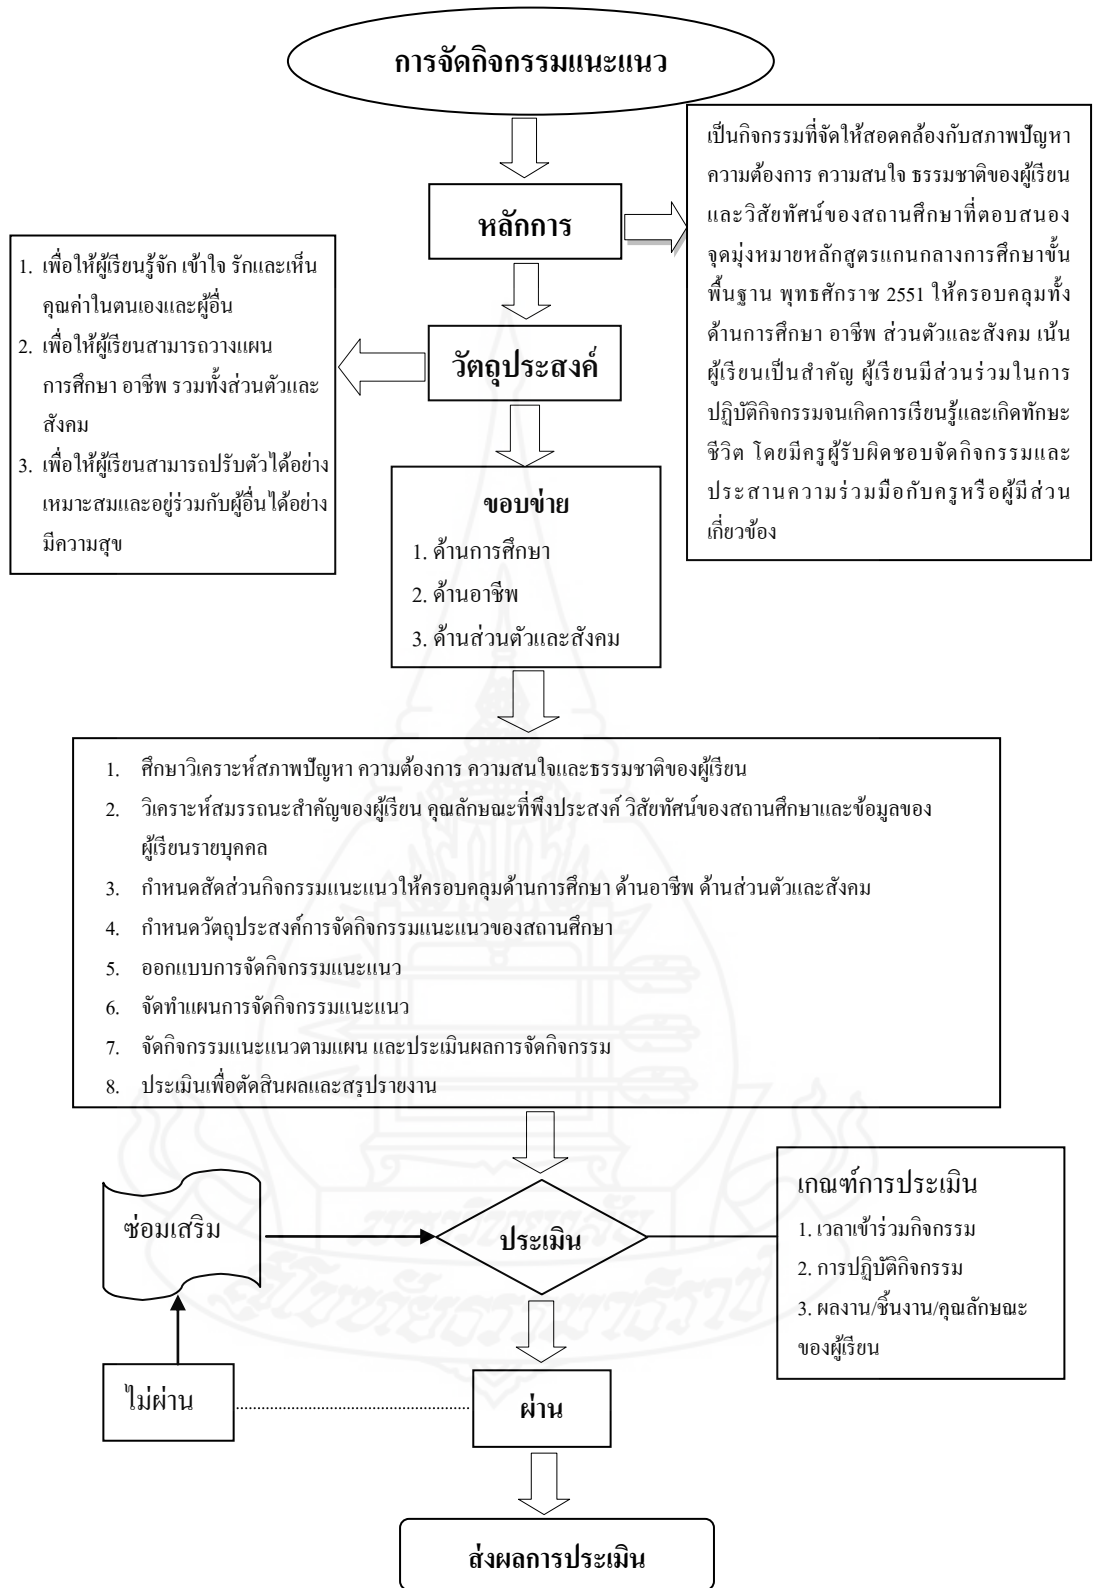 การจัดกิจกรรมแนะแนว
หลักการ
เป็นกิจกรรมที่จัดให้สอดคล้องกับสภาพปัญหา
ความต้องการ ความสนใจ ธรรมชาติของผู้เรียน
และวิสัยทัศน์ของสถานศึกษาที่ตอบสนอง
จุดมุ่งหมายหลักสูตรแกนกลางการศึกษาขั้น
พื้นฐาน พุทธศักราช 2551 ให้ครอบคลุมทั้ง
ด้านการศึกษา อาชีพ ส่วนตัวและสังคม เน้น
ผู้เรียนเป็นสำคัญ ผู้เรียนมีส่วนร่วมในการ
ปฏิบัติกิจกรรมจนเกิดการเรียนรู้และเกิดทักษะ
ชีวิต โดยมีครูผู้รับผิดชอบจัดกิจกรรมและ
ประสานความร่วมมือกับครูหรือผู้มีส่วน
เกี่ยวข้อง
วัตถุประสงค์
1. เพื่อให้ผู้เรียนรู้จัก เข้าใจ รักและเห็น
คุณค่าในตนเองและผู้อื่น
2. เพื่อให้ผู้เรียนสามารถวางแผน
การศึกษา อาชีพ รวมทั้งส่วนตัวและ
สังคม
3. เพื่อให้ผู้เรียนสามารถปรับตัวได้อย่าง
เหมาะสมและอยู่ร่วมกับผู้อื่นได้อย่าง
มีความสุข
ขอบข่าย
1. ด้านการศึกษา
2. ด้านอาชีพ
3. ด้านส่วนตัวและสังคม
1. ศึกษาวิเคราะห์สภาพปัญหา ความต้องการ ความสนใจและธรรมชาติของผู้เรียน
2. วิเคราะห์สมรรถนะสำคัญของผู้เรียน คุณลักษณะที่พึงประสงค์ วิสัยทัศน์ของสถานศึกษาและข้อมูลของ
ผู้เรียนรายบุคคล
3. กำหนดสัดส่วนกิจกรรมแนะแนวให้ครอบคลุมด้านการศึกษา ด้านอาชีพ ด้านส่วนตัวและสังคม
4. กำหนดวัตถุประสงค์การจัดกิจกรรมแนะแนวของสถานศึกษา
5. ออกแบบการจัดกิจกรรมแนะแนว
6. จัดทำแผนการจัดกิจกรรมแนะแนว
7. จัดกิจกรรมแนะแนวตามแผน และประเมินผลการจัดกิจกรรม
8. ประเมินเพื่อตัดสินผลและสรุปรายงาน
ซ่อมเสริม
ประเมิน
เกณฑ์การประเมิน
1. เวลาเข้าร่วมกิจกรรม
2. การปฏิบัติกิจกรรม
3. ผลงาน/ชิ้นงาน/คุณลักษณะ
ของผู้เรียน
ไม่ผ่าน
ผ่าน
ส่งผลการประเมิน